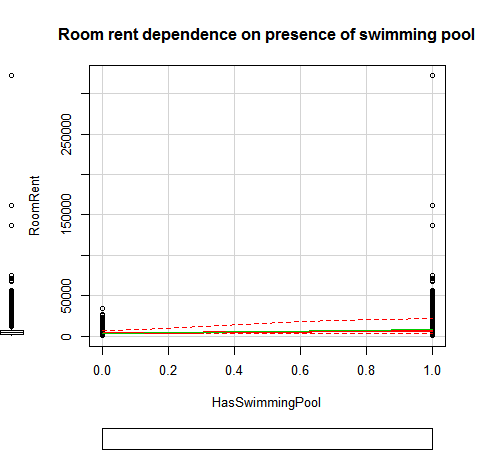 Room rent dependence on presence of swimming pool
RoomRent
0
50000
150000
250000
0.0 0.2 0.4 0.6 0.8 1.0
HasSwimmingPool